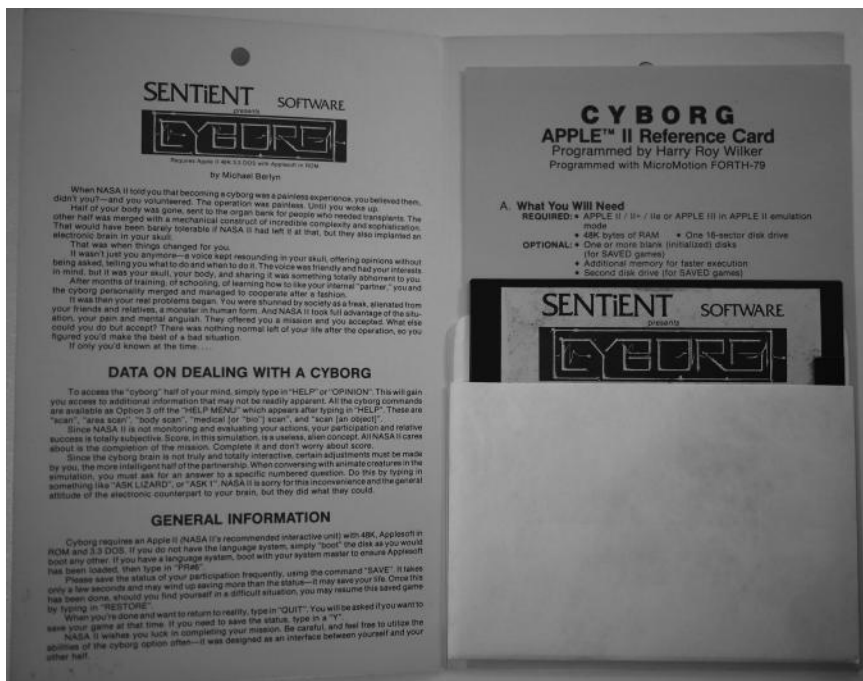 SENTiENT SOFTWARE
presents
CYBORG
Requires Apple II 48K 3.3 DOS with Applesoft in ROM
by Michael Berlyn
When NASA II told you that becoming a cyborg was a painless experience, you believed them,
didn't you?—and you volunteered. The operation was painless. Until you woke up.
Half of your body was gone, sent to the organ bank for people who needed transplants. The
other half was merged with a mechanical construct of incredible complexity and sophistication.
That would have been barely tolerable if NASA II had left it at that, but they also implanted an
electronic brain in your skull.
That was when things changed for you.
It wasn't just you anymore—a voice kept resounding in your skull, offering opinions without
being asked, telling you what to do and when to do it. The voice was friendly and had your interests
in mind, but it was your skull, your body, and sharing it was something totally abhorrent to you.
After months of training, of schooling, of learning how to like your internal "partner," you and
the cyborg personality merged and managed to cooperate after a fashion.
It was then your real problems began. You were shunned by society as a freak, alienated from
your friends and relatives, a monster in human form. And NASA II took full advantage of the situ-
ation, your pain and mental anguish. They offered you a mission and you accepted. What else
could you do but accept? There was nothing normal left of your life after the operation, so you
figured you'd make the best of a bad situation.
If only you'd known at the time. . . .
DATA ON DEALING WITH A CYBORG
To access the "cyborg" half of your mind, simply type in "HELP" or "OPINION". This will gain
you access to additional information that may not be readily apparent. All the cyborg commands
are available as Option 3 off the "HELP MENU" which appears after typing in "HELP". These are
"scan", "area scan", "body scan", "medical [or "bio"] scan", and "scan [an object]".
Since NASA II is not monitoring and evaluating your actions, your participation and relative
success is totally subjective. Score, in this simulation, is a useless, alien concept. All NASA II cares
about is the completion of the mission. Complete it and don't worry about score.
Since the cyborg brain is not truly and totally interactive, certain adjustments must be made
by you, the more intelligent half of the partnership. When conversing with animate creatures in the
simulation, you must ask for an answer to a specific numbered question. Do this by typing in
something like "ASK LIZARD", or "ASK 1". NASA II is sorry for this inconvenience and the general
attitude of the electronic counterpart to your brain, but they did what they could.
GENERAL INFORMATION
Cyborg requires an Apple II (NASA II's recommended interactive unit) with 48K, Applesoft in
ROM and 3.3 DOS. If you do not have the language system, simply "boot" the disk as you would
boot any other. If you have a language system, boot with your system master to ensure Applesoft
has been loaded, then type in "PR#6".
Please save the status of your participation frequently, using the command "SAVE". It takes
only a few seconds and may wind up saving more than the status—it may save your life. Once this
has been done, should you find yourself in a difficult situation, you may resume this saved game
by typing in "RESTORE".
When you're done and want to return to reality, type in "QUIT". You will be asked if you want to
save your game at that time. If you need to save the status, type in a "Y".
NASA II wishes you luck in completing your mission. Be careful, and feel free to utilize the
abilities of the cyborg option often—it was designed as an interface between yourself and your
other half.
CYBORG
APPLE™ II Reference Card
Programmed by Harry Roy Wilker
Programmed with MicroMotion FORTH-79
A. What You Will Need
REQUIRED: • APPLE II / II+ / IIe or APPLE III in APPLE II emulation
mode
• 48K bytes of RAM • One 16-sector disk drive
OPTIONAL: • One or more blank (initialized) disks
(for SAVED games)
• Additional memory for faster execution
• Second disk drive (for SAVED games)
SENTiENT SOFTWARE
presents
CYBORG